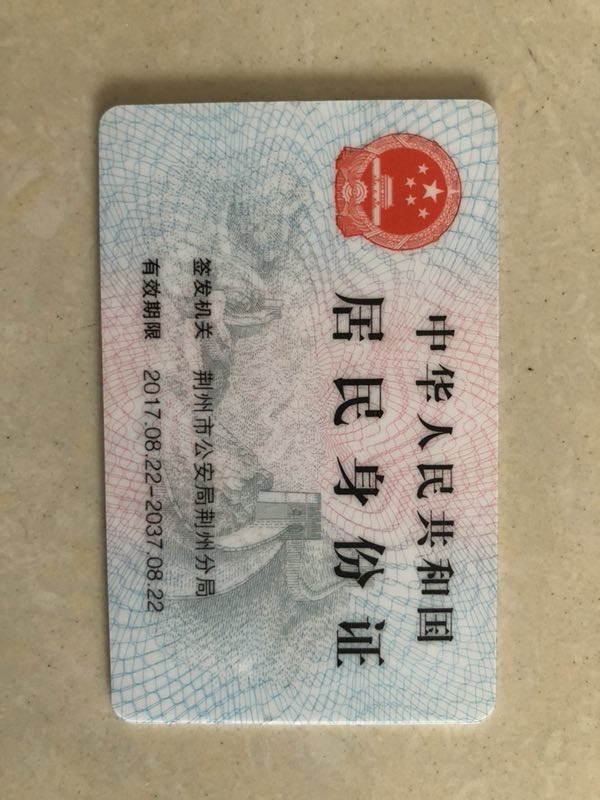 中华人民共和国
居民身份证
签发机关 荆州市公安局荆州分局
有效期限 2017.08.22-2037.08.22